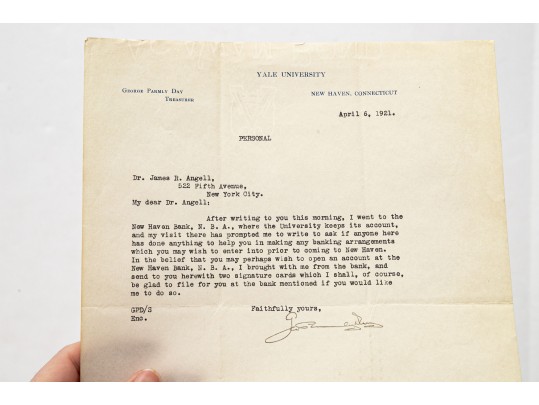 YALE UNIVERSITY
GEORGE PARMLY DAY
TREASURER
NEW HAVEN, CONNECTICUT
April 6, 1921.
PERSONAL
Dr. James R. Angell,
522 Fifth Avenue,
New York City.
My dear Dr. Angell:
After writing to you this morning, I went to the
New Haven Bank, N. B. A., where the University keeps its account,
and my visit there has prompted me to write to ask if anyone here
has done anything to help you in making any banking arrangements
which you may wish to enter into prior to coming to New Haven.
In the belief that you may perhaps wish to open an account at the
New Haven Bank, N. B. A., I brought with me from the bank, and
send to you herewith two signature cards which I shall, of course,
be glad to file for you at the bank mentioned if you would like
me to do so.
Faithfully yours,
GPD/S
Enc.